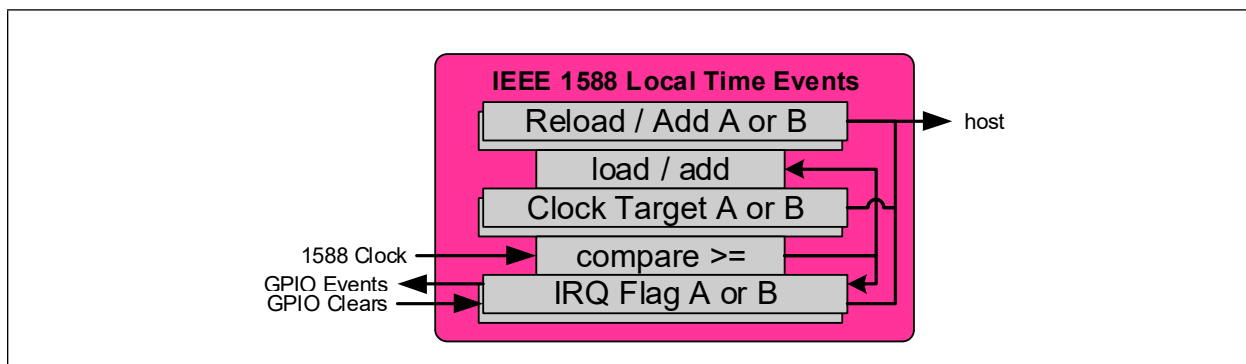 IEEE 1588 Local Time Events
Reload / Add A or B
host
load / add
Clock Target A or B
1588 Clock
compare >=
GPIO Events
IRQ Flag A or B
GPIO Clears